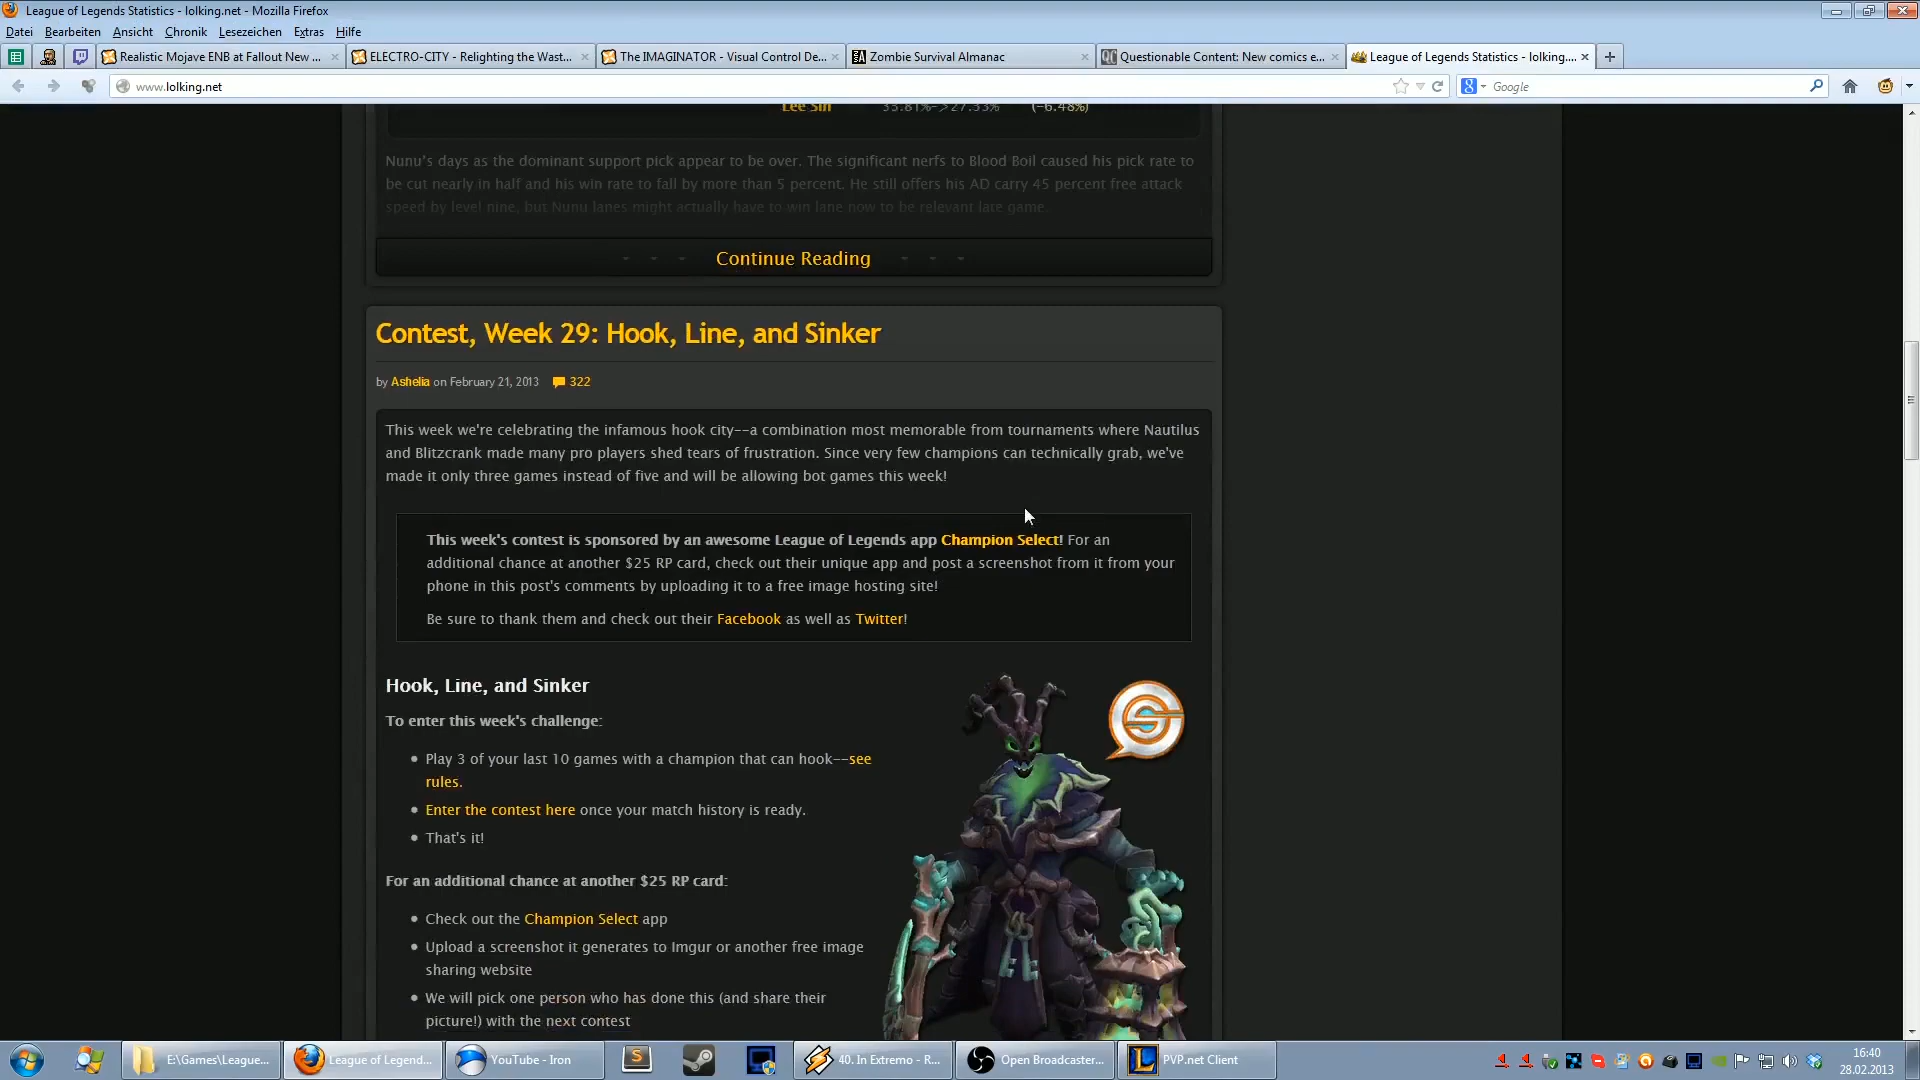 League of Legends Statistics - lolking.net - Mozilla Firefox
Datei Bearbeiten Ansicht Chronik Lesezeichen Extras Hilfe
Realistic Mojave ENB at Fallout New ... ELECTRO-CITY - Relighting the Wast... The IMAGINATOR - Visual Control De... Zombie Survival Almanac Questionable Content: New comics e... League of Legends Statistics - lolking....
www.lolking.net Google
Lee Sin 33.81%->27.33% (-6.48%)
Nunu's days as the dominant support pick appear to be over. The significant nerfs to Blood Boil caused his pick rate to
be cut nearly in half and his win rate to fall by more than 5 percent. He still offers his AD carry 45 percent free attack
speed by level nine, but Nunu lanes might actually have to win lane now to be relevant late game.
Continue Reading
Contest, Week 29: Hook, Line, and Sinker
by Ashelia on February 21, 2013 322
This week we're celebrating the infamous hook city--a combination most memorable from tournaments where Nautilus
and Blitzcrank made many pro players shed tears of frustration. Since very few champions can technically grab, we've
made it only three games instead of five and will be allowing bot games this week!
This week's contest is sponsored by an awesome League of Legends app Champion Select! For an
additional chance at another $25 RP card, check out their unique app and post a screenshot from it from your
phone in this post's comments by uploading it to a free image hosting site!
Be sure to thank them and check out their Facebook as well as Twitter!
Hook, Line, and Sinker
To enter this week's challenge:
Play 3 of your last 10 games with a champion that can hook--see
rules.
Enter the contest here once your match history is ready.
That's it!
For an additional chance at another $25 RP card:
Check out the Champion Select app
Upload a screenshot it generates to Imgur or another free image
sharing website
We will pick one person who has done this (and share their
picture!) with the next contest
E:\Games\League... League of Legend... YouTube - Iron 40. In Extremo - R... Open Broadcaster... PVP.net Client
16:40
28.02.2013